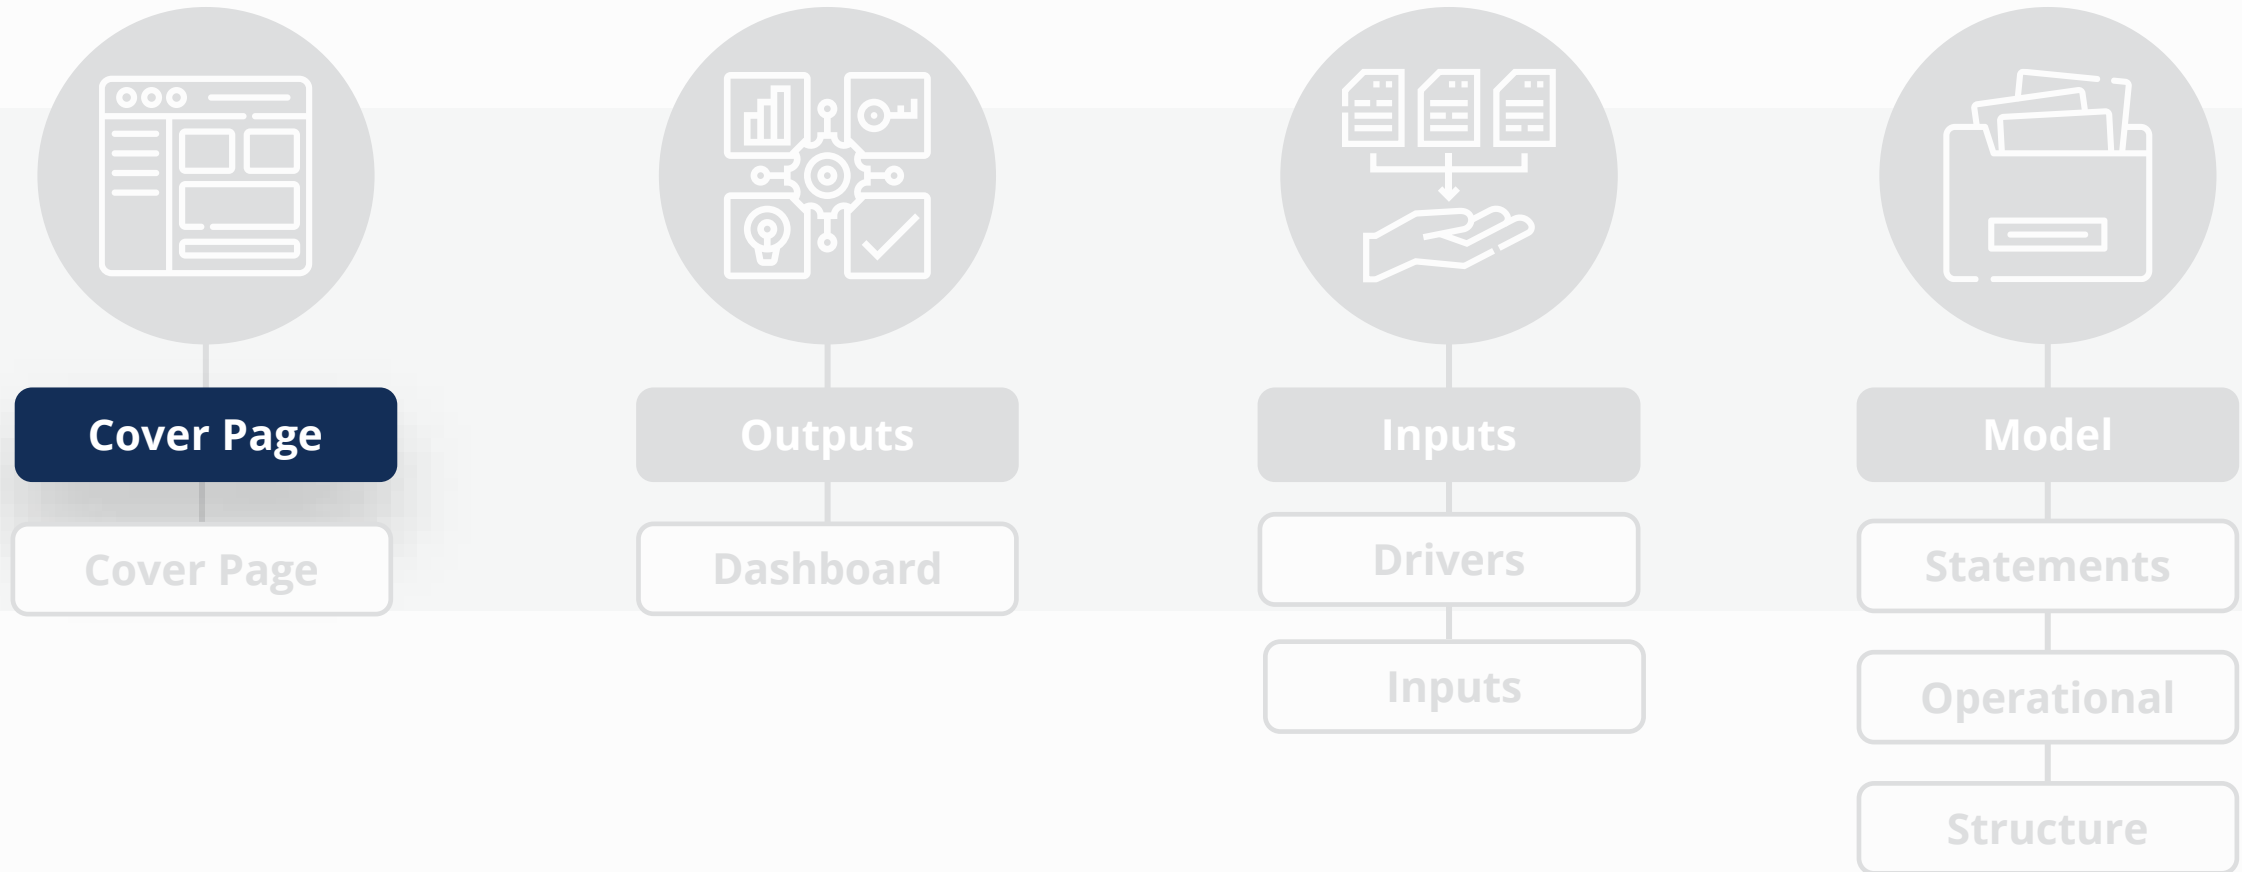 Cover Page
Outputs
Inputs
Model
Cover Page
Dashboard
Drivers
Statements
Inputs
Operational
Structure